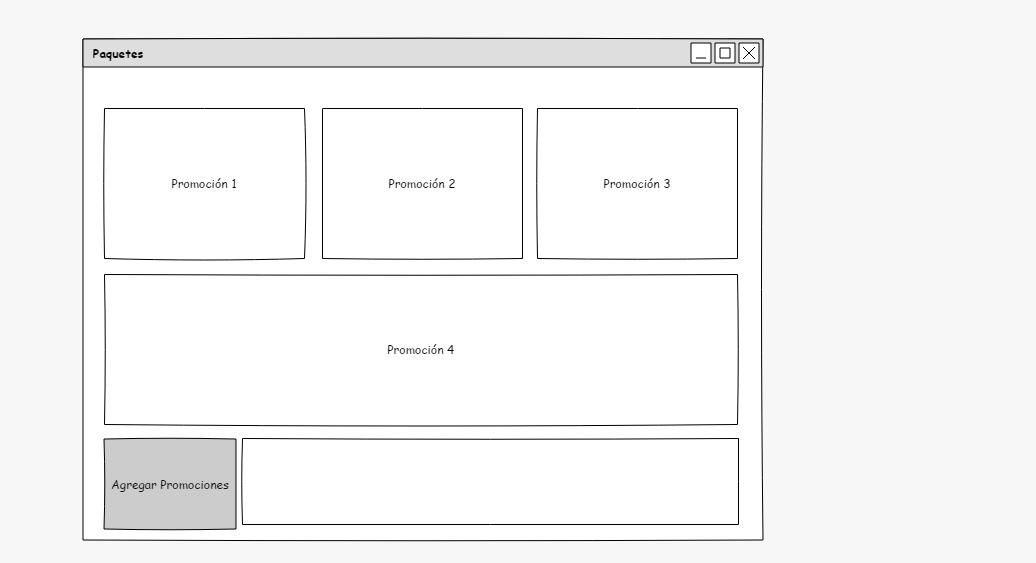 Paquetes
Promoción 1
Promoción 2
Promoción 3
Promoción 4
Agregar Promociones